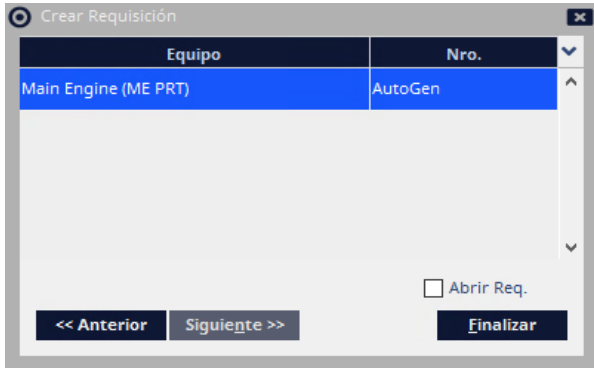 Crear Requisición
Equipo Nro.
Main Engine (ME PRT) AutoGen
Abrir Req.
<< Anterior Siguiente >> Finalizar